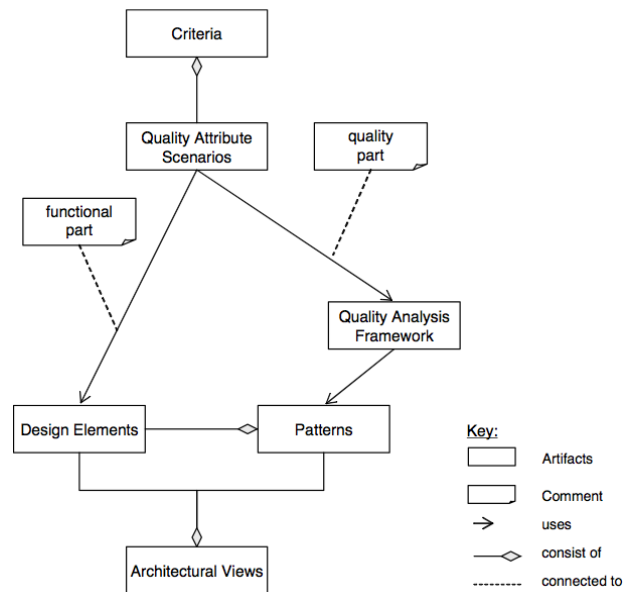 Criteria
Quality Attribute
Scenarios
quality
part
functional
part
Quality Analysis
Framework
Design Elements
Patterns
Architectural Views
Key:
Artifacts
Comment
uses
consist of
connected to